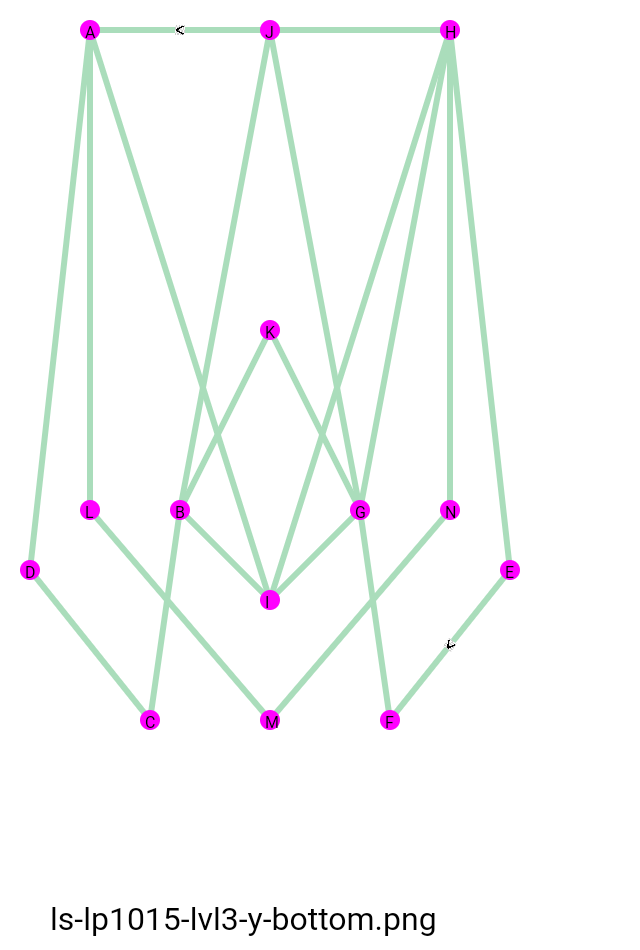 A < J H
K
L B G N
D I E
<
C M F
ls-lp1015-lvl3-y-bottom.png